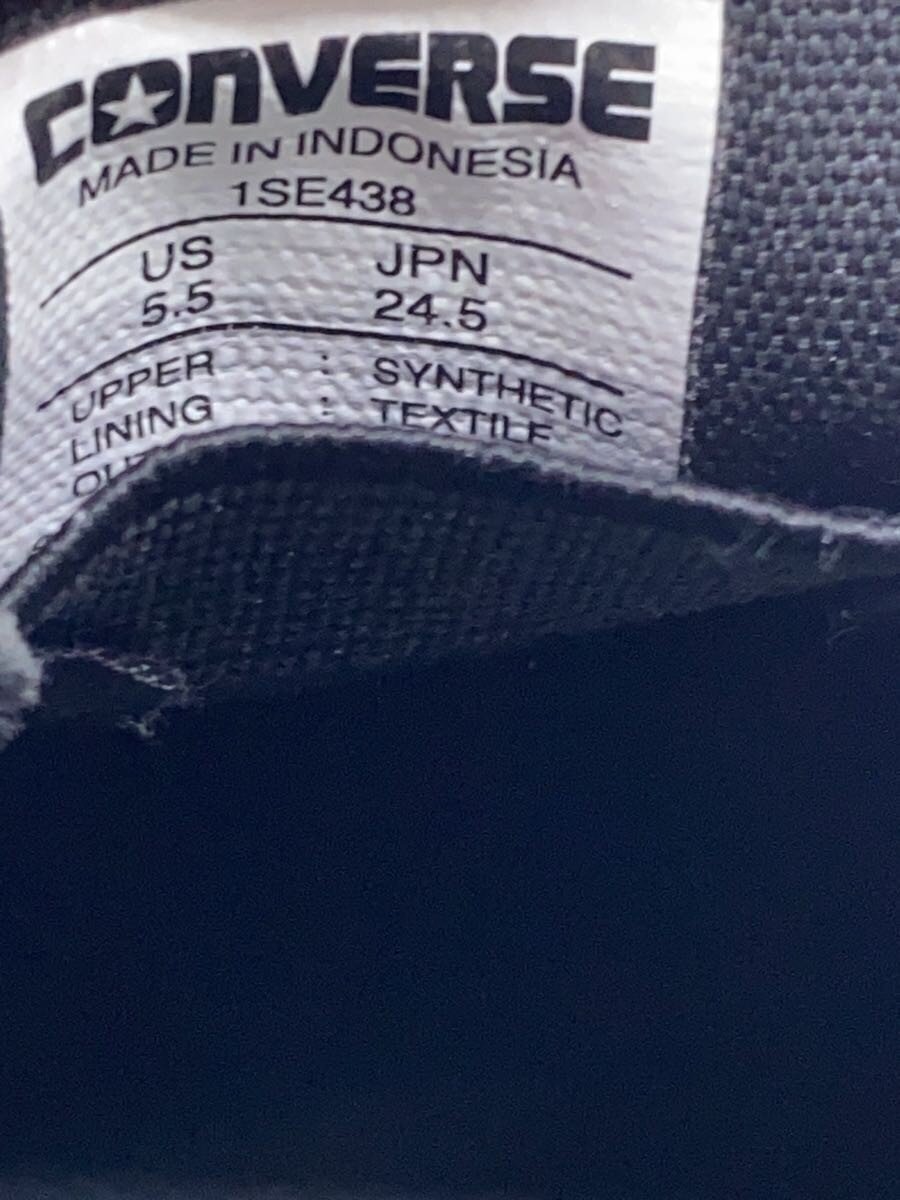 CONVERSE
MADE IN INDONESIA
1SE438
US JPN
5.5 24.5
UPPER : SYNTHETIC
LINING : TEXTILE